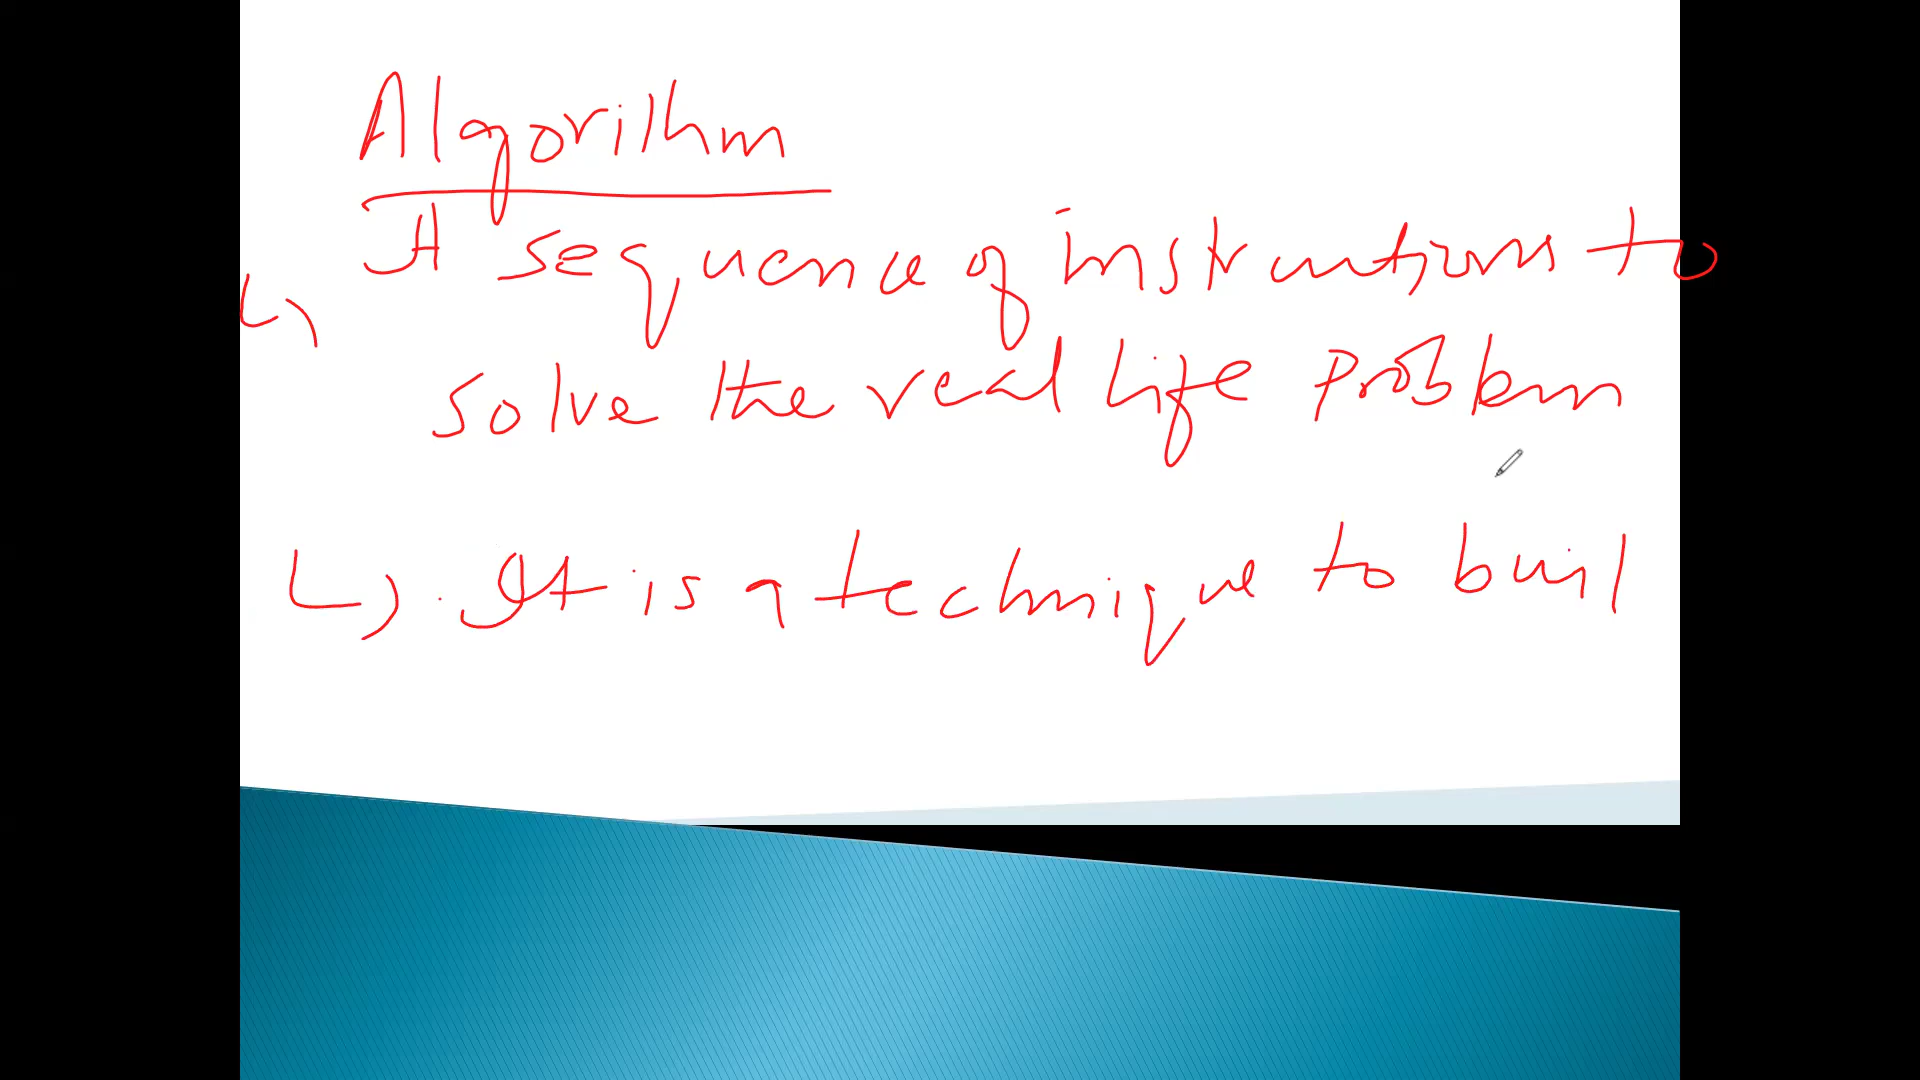 Algorithm
A sequence of instructions to
solve the real life problem
It is a technique to buil